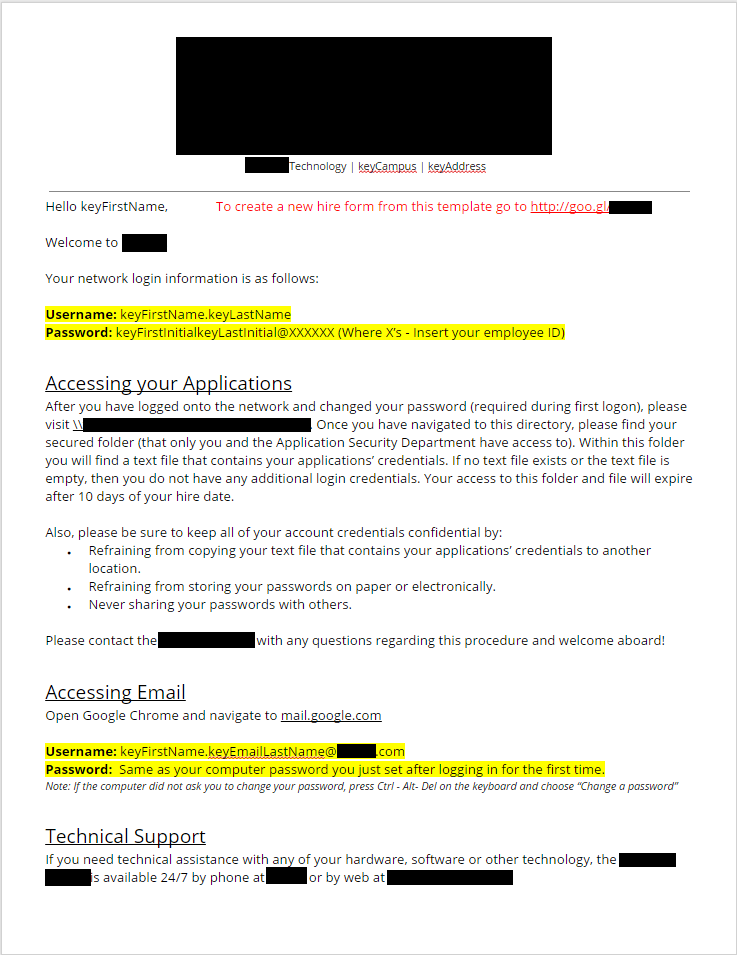 Technology | keyCampus | keyAddress
Hello keyFirstName, To create a new hire form from this template go to http://goo.gl/
Welcome to
Your network login information is as follows:
Username: keyFirstName.keyLastName
Password: keyFirstInitialkeyLastInitial@XXXXXX (Where X's - Insert your employee ID)
Accessing your Applications
After you have logged onto the network and changed your password (required during first logon), please
visit \\ . Once you have navigated to this directory, please find your
secured folder (that only you and the Application Security Department have access to). Within this folder
you will find a text file that contains your applications’ credentials. If no text file exists or the text file is
empty, then you do not have any additional login credentials. Your access to this folder and file will expire
after 10 days of your hire date.
Also, please be sure to keep all of your account credentials confidential by:
• Refraining from copying your text file that contains your applications’ credentials to another
location.
• Refraining from storing your passwords on paper or electronically.
• Never sharing your passwords with others.
Please contact the with any questions regarding this procedure and welcome aboard!
Accessing Email
Open Google Chrome and navigate to mail.google.com
Username: keyFirstName.keyEmailLastName@ .com
Password: Same as your computer password you just set after logging in for the first time.
Note: If the computer did not ask you to change your password, press Ctrl - Alt- Del on the keyboard and choose “Change a password”
Technical Support
If you need technical assistance with any of your hardware, software or other technology, the
is available 24/7 by phone at or by web at